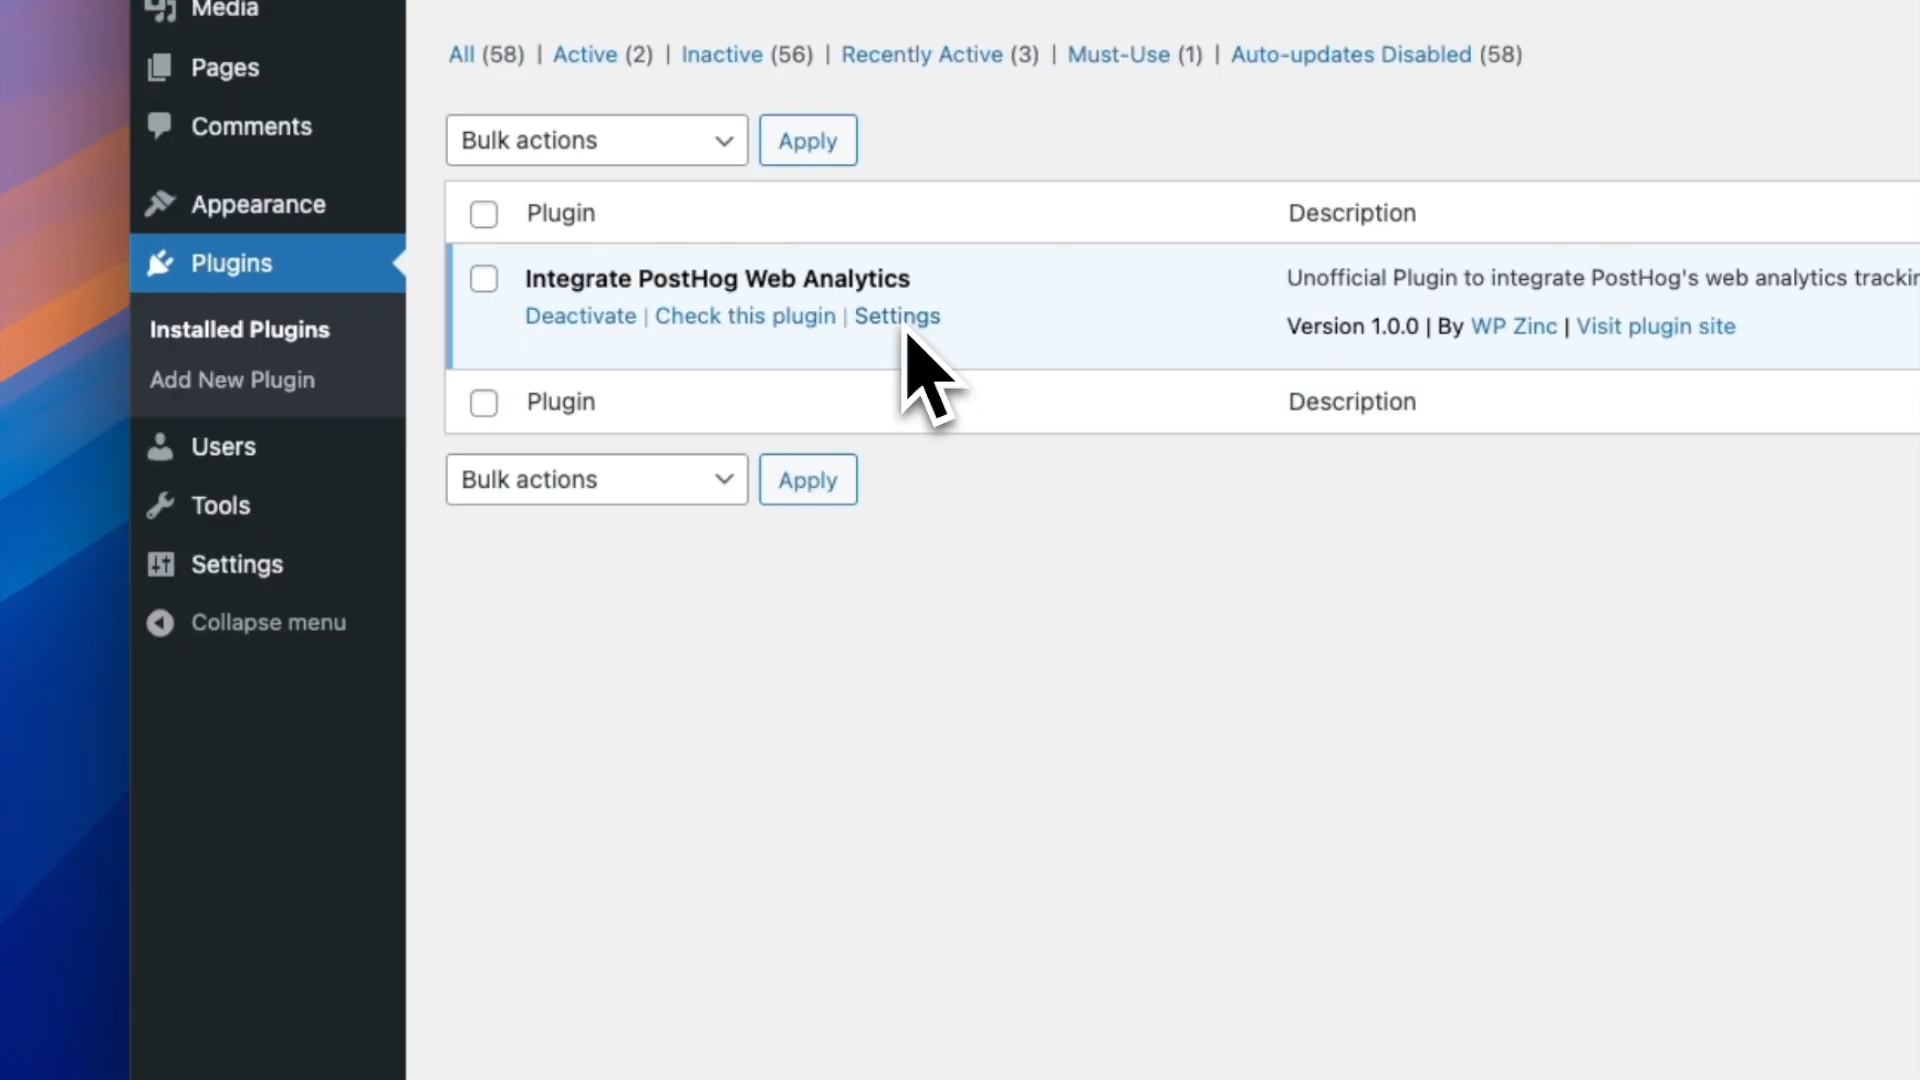 Media
Pages
Comments
Appearance
Plugins
Installed Plugins
Add New Plugin
Users
Tools
Settings
Collapse menu
All (58) | Active (2) | Inactive (56) | Recently Active (3) | Must-Use (1) | Auto-updates Disabled (58)
Bulk actions Apply
Plugin Description
Integrate PostHog Web Analytics
Deactivate | Check this plugin | Settings
Unofficial Plugin to integrate PostHog's web analytics
Version 1.0.0 | By WP Zinc | Visit plugin site
Plugin Description
Bulk actions Apply